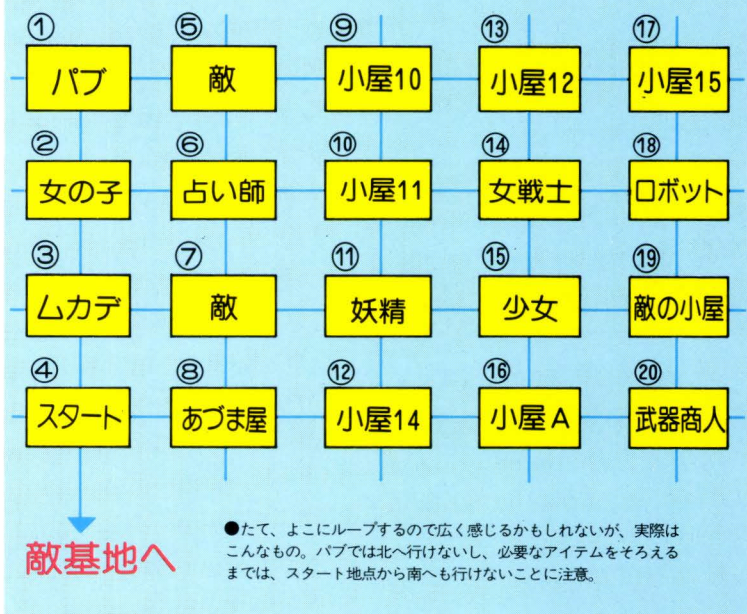 ① ⑤ ⑨ ⑬ ⑰
パブ 敵 小屋10 小屋12 小屋15
② ⑥ ⑩ ⑭ ⑱
女の子 占い師 小屋11 女戦士 ロボット
③ ⑦ ⑪ ⑮ ⑲
ムカデ 敵 妖精 少女 敵の小屋
④ ⑧ ⑫ ⑯ ⑳
スタート あづま屋 小屋14 小屋A 武器商人
敵基地へ
●たて、よこにループするので広く感じるかもしれないが、実際は
こんなもの。パブでは北へ行けないし、必要なアイテムをそろえる
までは、スタート地点から南へも行けないことに注意。